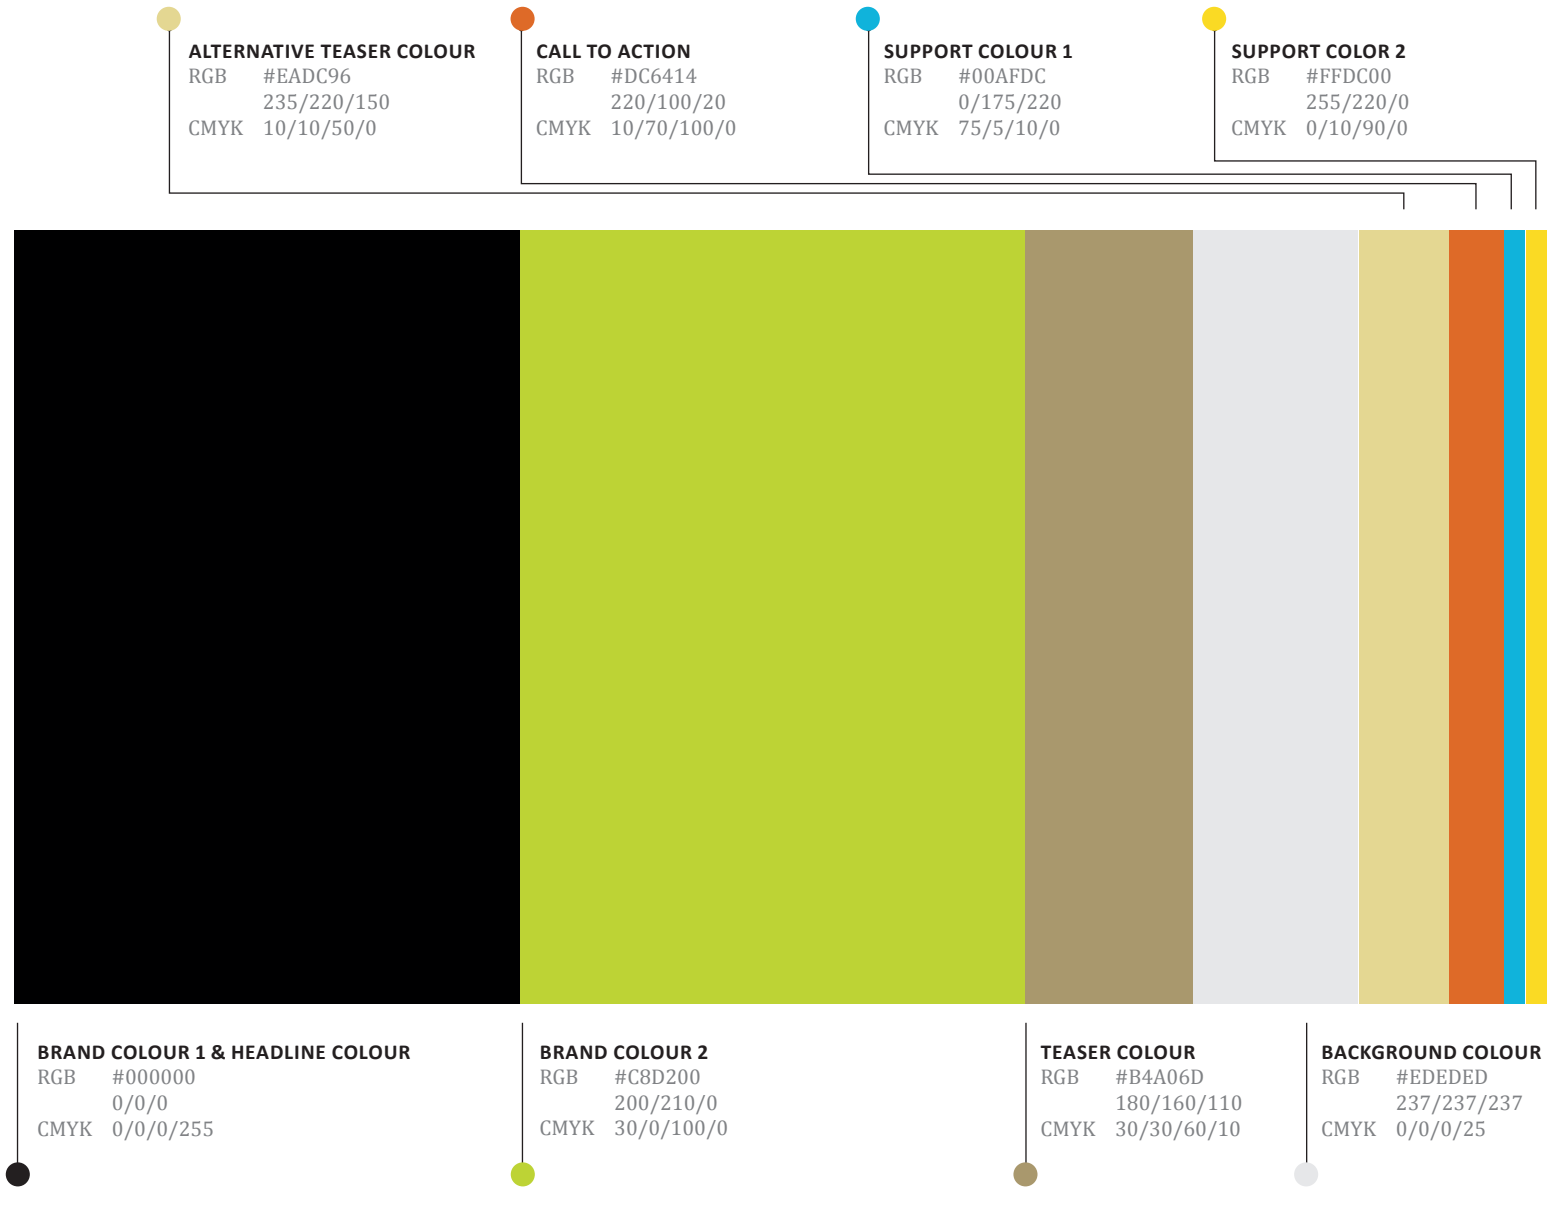 ALTERNATIVE TEASER COLOUR
RGB #EADC96
235/220/150
CMYK 10/10/50/0
CALL TO ACTION
RGB #DC6414
220/100/20
CMYK 10/70/100/0
SUPPORT COLOUR 1
RGB #00AFDC
0/175/220
CMYK 75/5/10/0
SUPPORT COLOR 2
RGB #FFDC00
255/220/0
CMYK 0/10/90/0
BRAND COLOUR 1 & HEADLINE COLOUR
RGB #000000
0/0/0
CMYK 0/0/0/255
BRAND COLOUR 2
RGB #C8D200
200/210/0
CMYK 30/0/100/0
TEASER COLOUR
RGB #B4A06D
180/160/110
CMYK 30/30/60/10
BACKGROUND COLOUR
RGB #EDEDED
237/237/237
CMYK 0/0/0/25